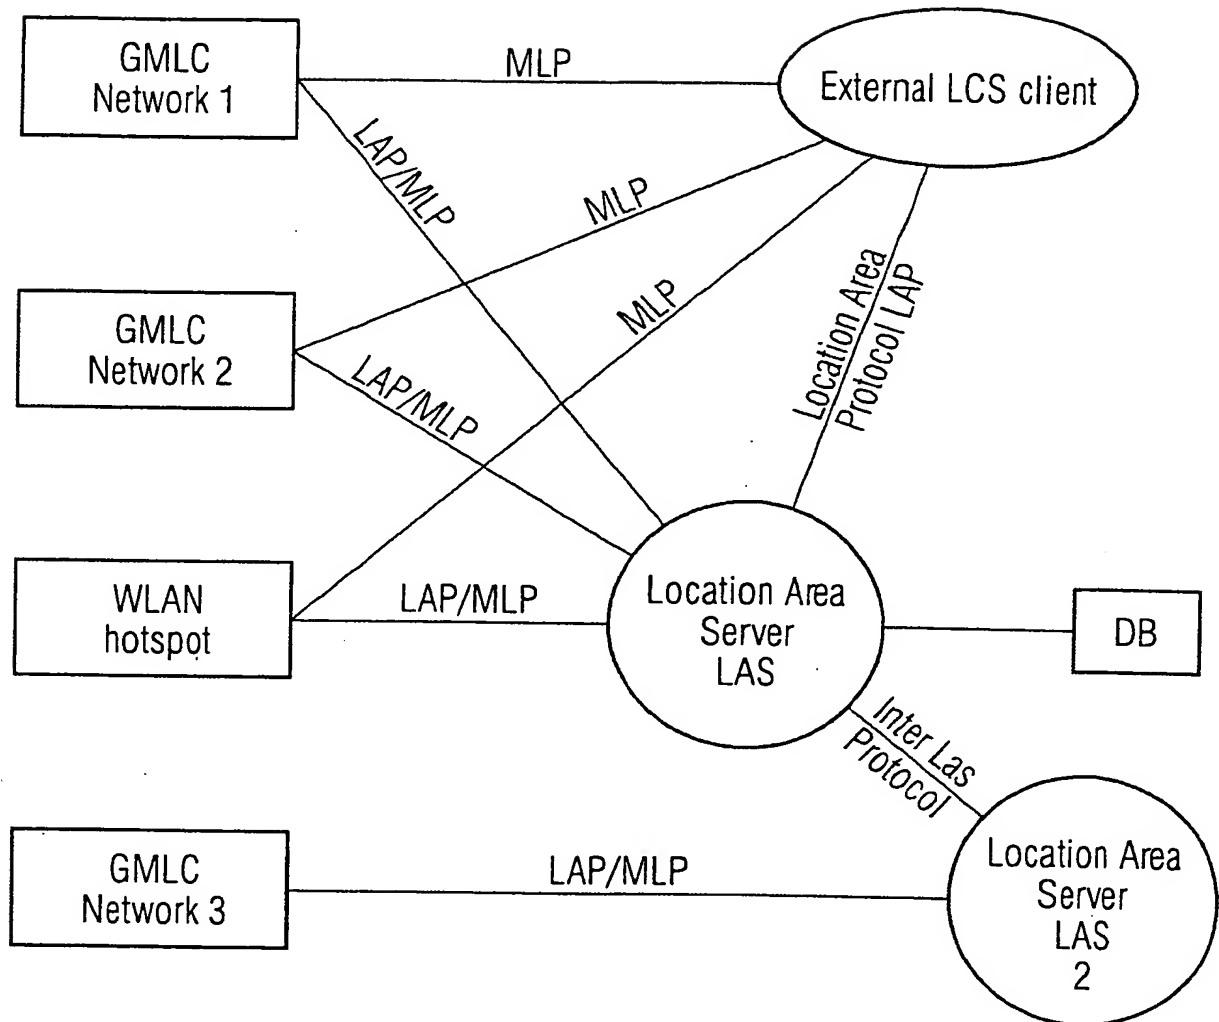 GMLC
Network 1
MLP
External LCS client
LAP/MLP
MLP
GMLC
Network 2
MLP
Location Area
Protocol LAP
LAP/MLP
WLAN
hotspot
LAP/MLP
Location Area
Server
LAS
DB
Inter Las
Protocol
GMLC
Network 3
LAP/MLP
Location Area
Server
LAS
2